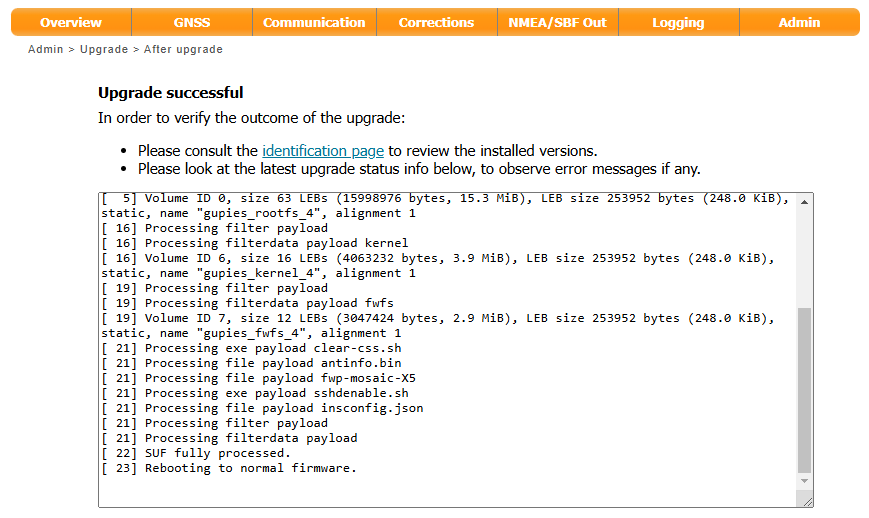 Overview GNSS Communication Corrections NMEA/SBF Out Logging Admin
Admin > Upgrade > After upgrade
Upgrade successful
In order to verify the outcome of the upgrade:
• Please consult the identification page to review the installed versions.
• Please look at the latest upgrade status info below, to observe error messages if any.
[  5] Volume ID 0, size 63 LEBs (15998976 bytes, 15.3 MiB), LEB size 253952 bytes (248.0 KiB),
static, name "gupies_rootfs_4", alignment 1
[ 16] Processing filter payload
[ 16] Processing filterdata payload kernel
[ 16] Volume ID 6, size 16 LEBs (4063232 bytes, 3.9 MiB), LEB size 253952 bytes (248.0 KiB),
static, name "gupies_kernel_4", alignment 1
[ 19] Processing filter payload
[ 19] Processing filterdata payload fwfs
[ 19] Volume ID 7, size 12 LEBs (3047424 bytes, 2.9 MiB), LEB size 253952 bytes (248.0 KiB),
static, name "gupies_fwfs_4", alignment 1
[ 21] Processing exe payload clear-css.sh
[ 21] Processing file payload antinfo.bin
[ 21] Processing file payload fwp-mosaic-X5
[ 21] Processing exe payload sshdenable.sh
[ 21] Processing file payload insconfig.json
[ 21] Processing filter payload
[ 21] Processing filterdata payload
[ 22] SUF fully processed.
[ 23] Rebooting to normal firmware.